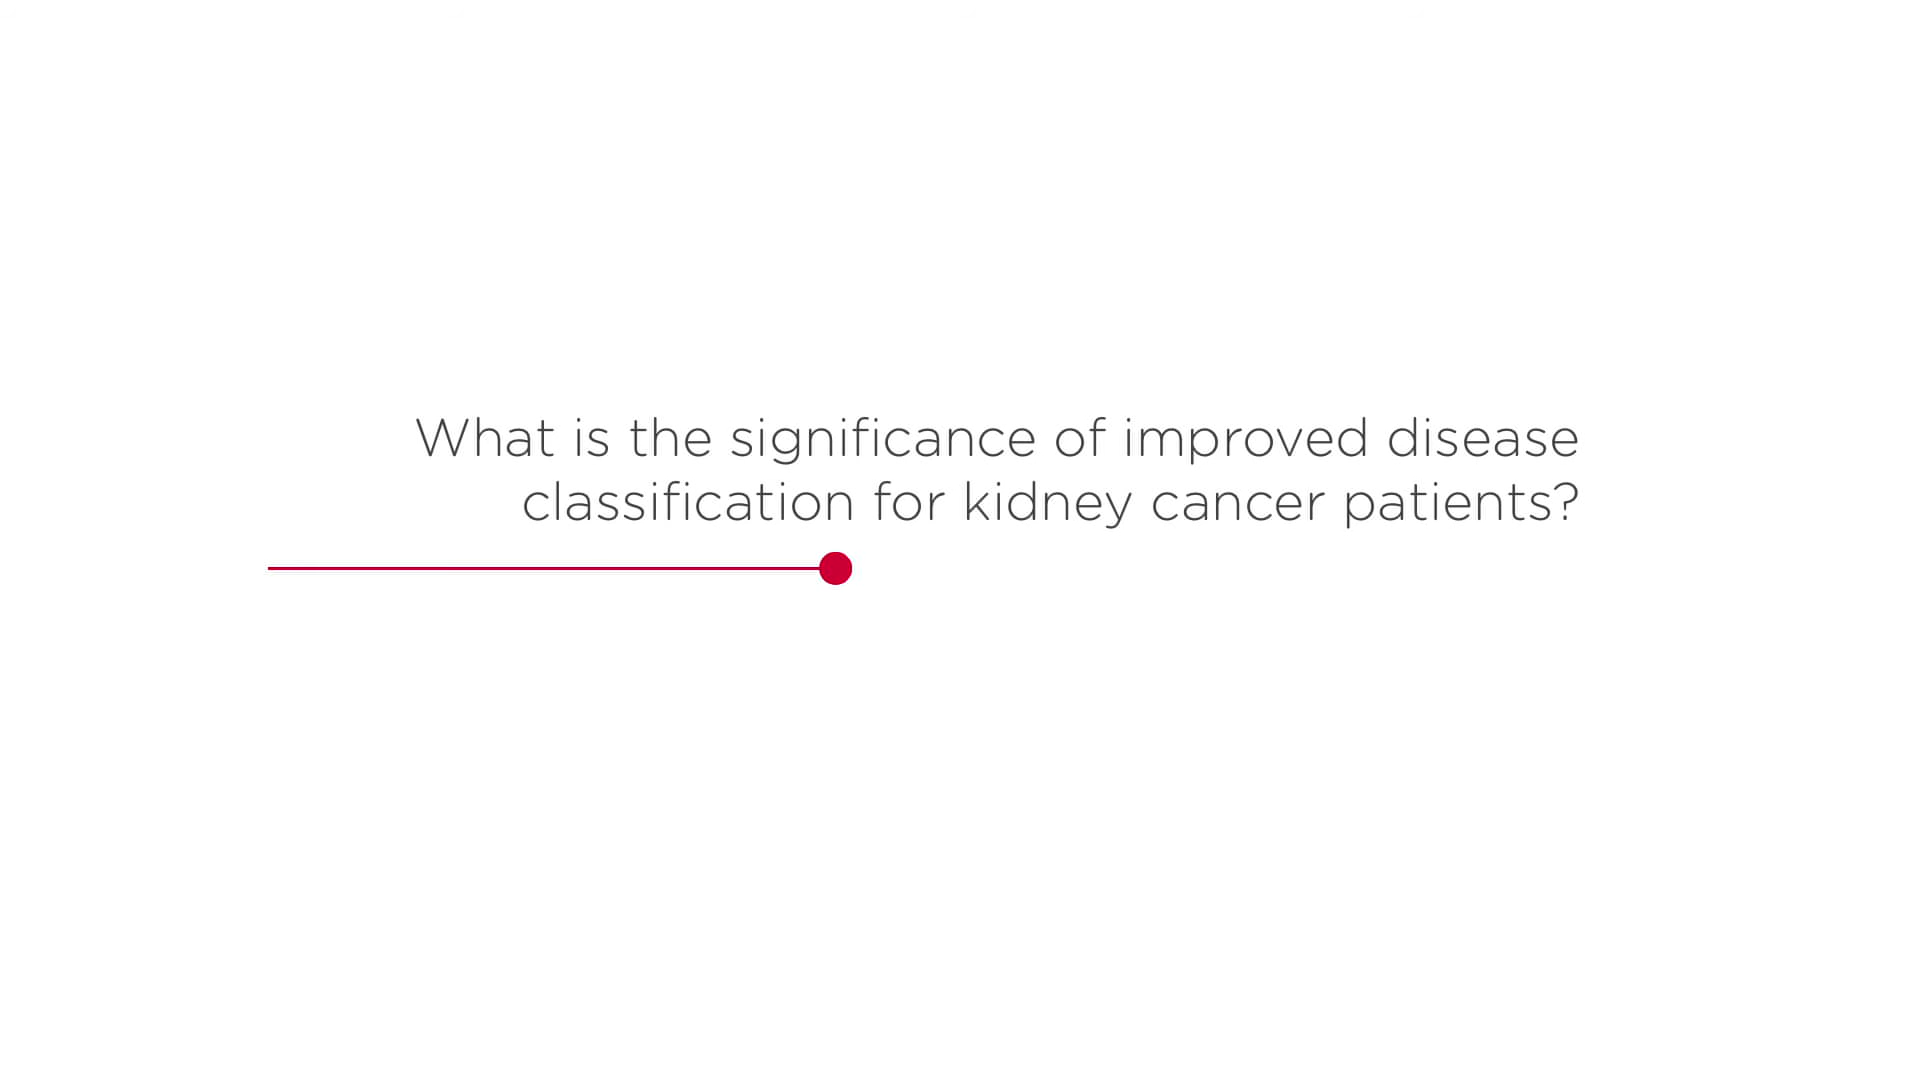 What is the significance of improved disease
classification for kidney cancer patients?